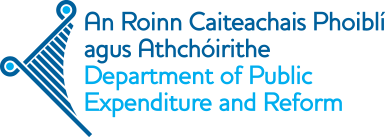 An Roinn Caiteachais Phoiblí
agus Athchóirithe
Department of Public
Expenditure and Reform